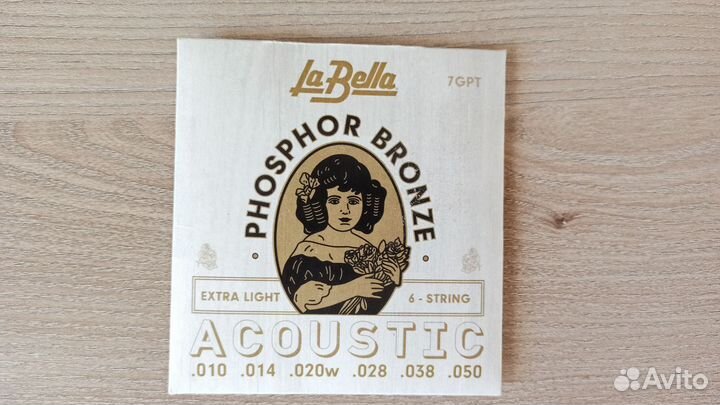 La Bella
7GPT
PHOSPHOR BRONZE
EXTRA LIGHT
6 - STRING
ACOUSTIC
.010 .014 .020w .028 .038 .050
Avito